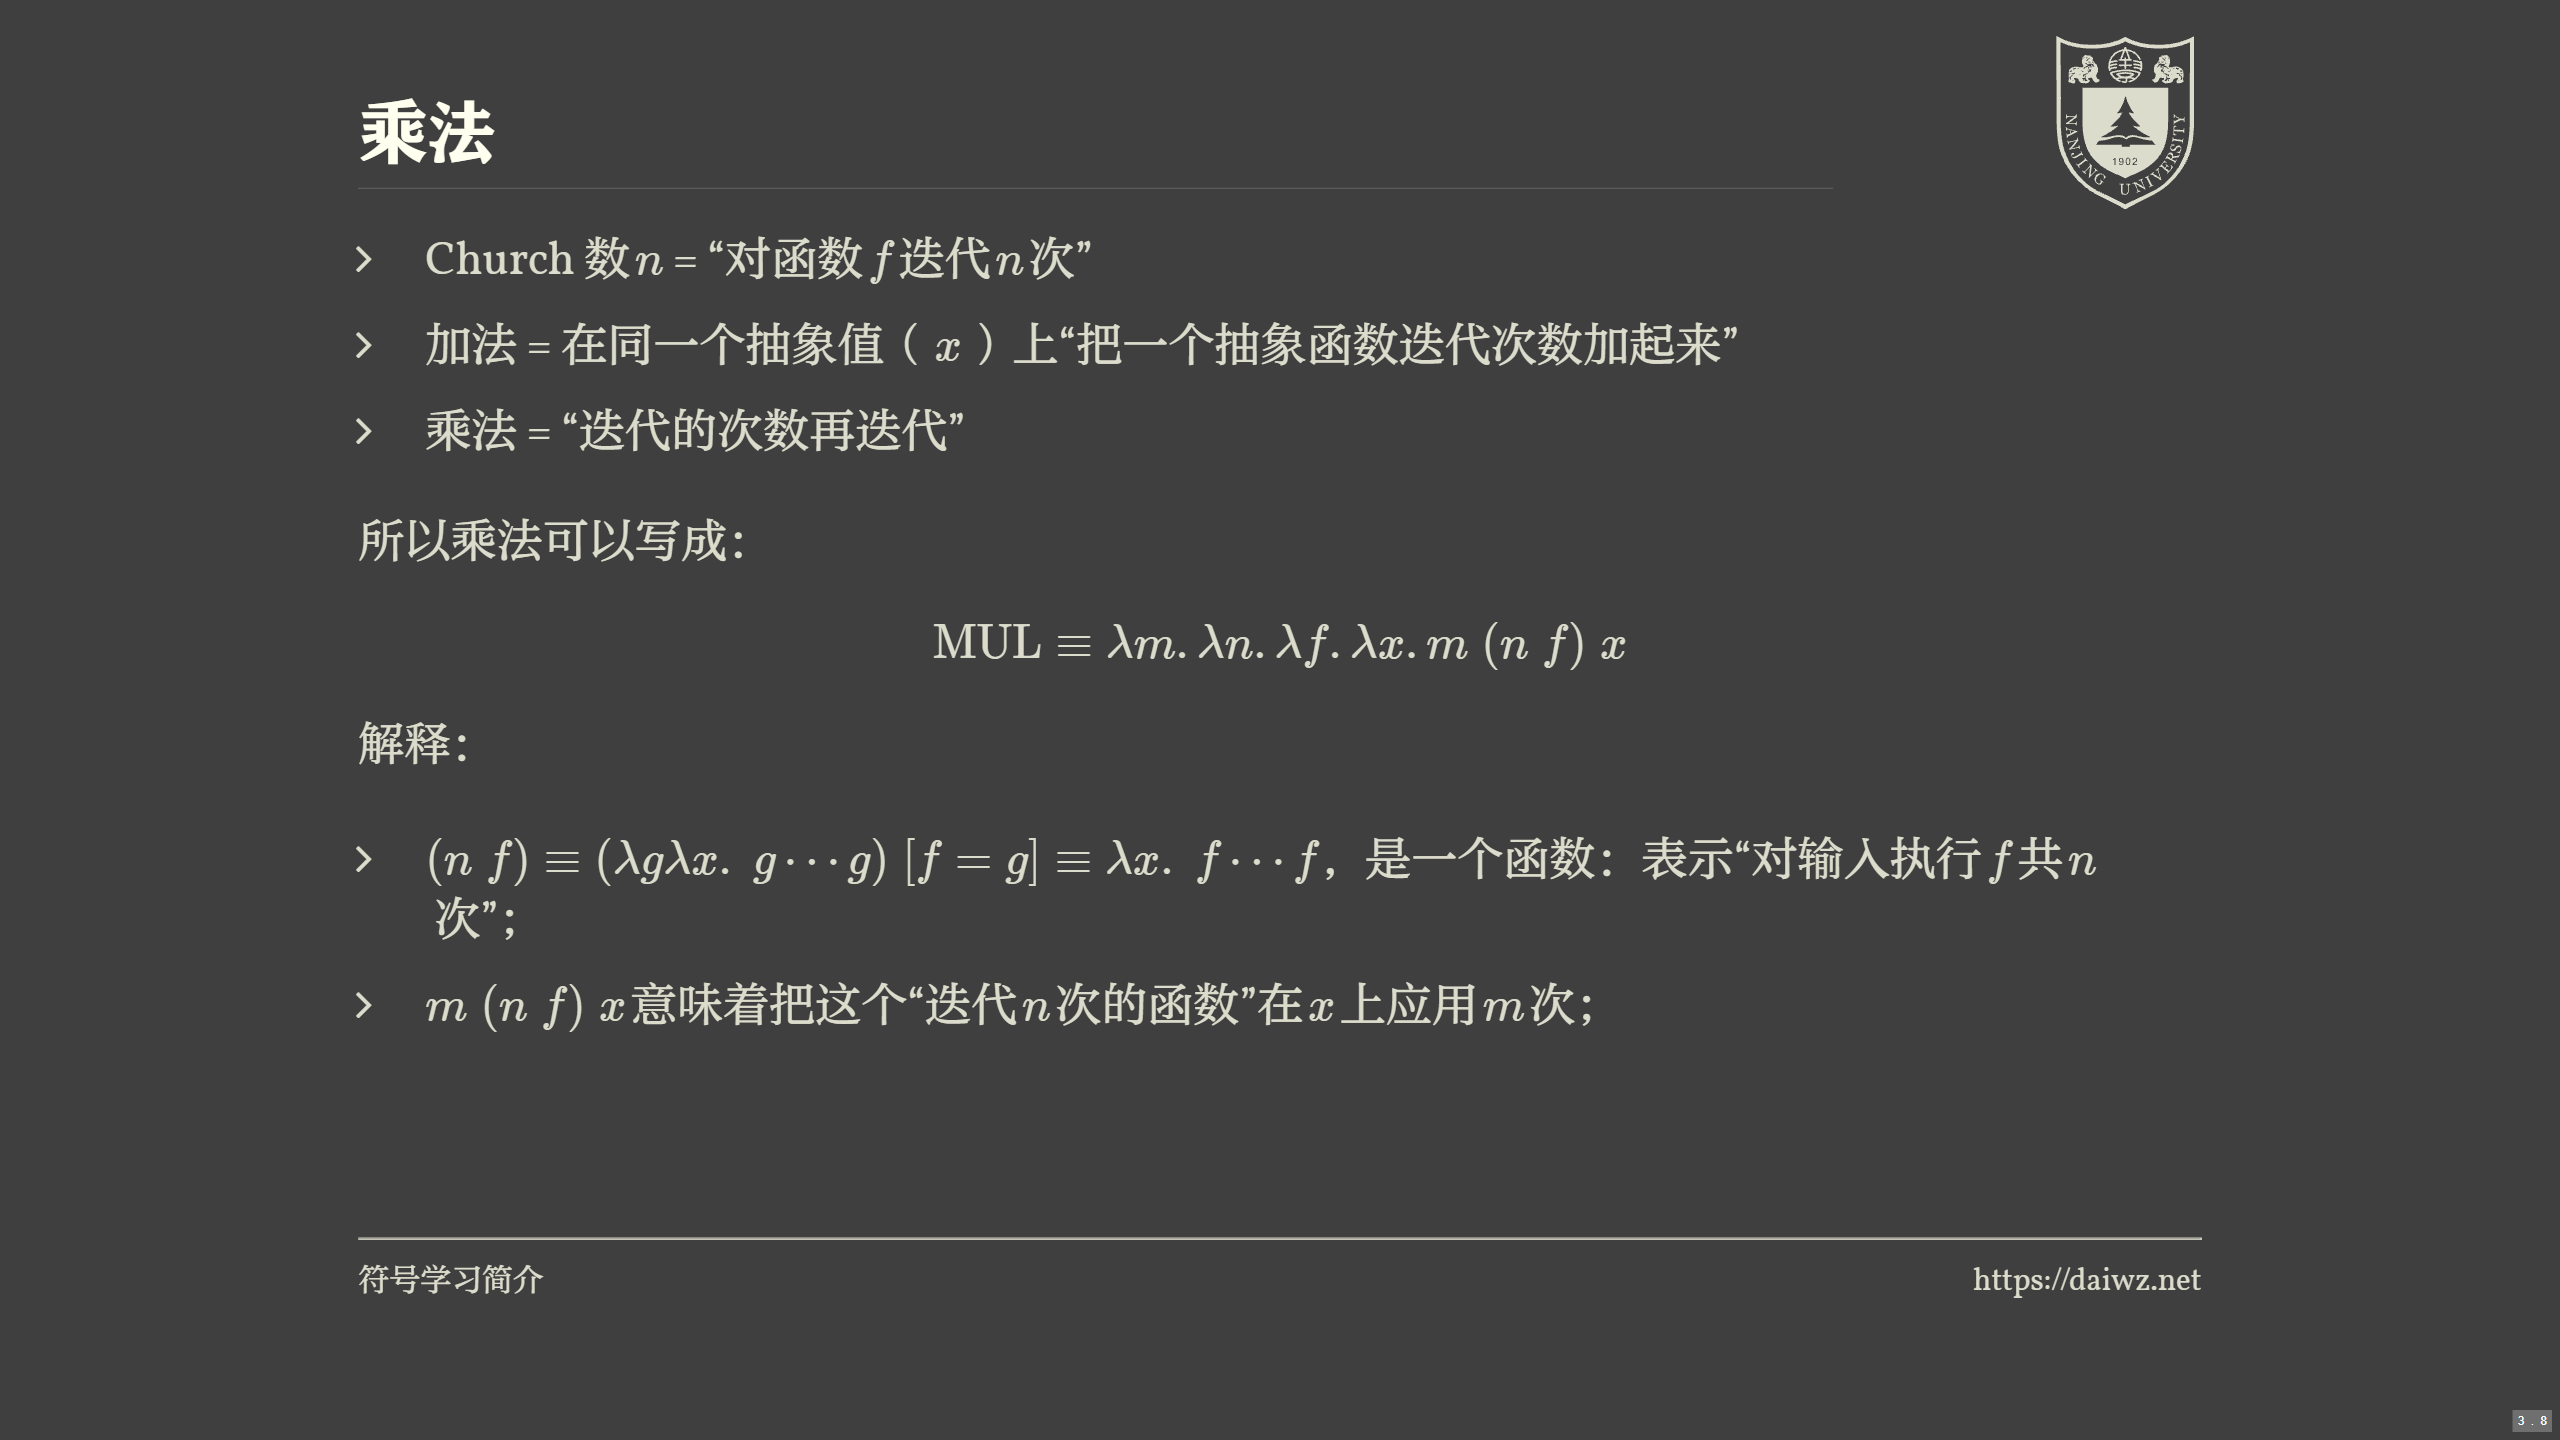 乘法
NANJING UNIVERSITY
1902
Church 数 n = “对函数 f 迭代 n 次”
加法 = 在同一个抽象值（ x ）上“把一个抽象函数迭代次数加起来”
乘法 = “迭代的次数再迭代”
所以乘法可以写成：
MUL ≡ λm. λn. λf. λx. m (n f) x
解释：
(n f) ≡ (λgλx. g⋯g) [f = g] ≡ λx. f⋯f，是一个函数：表示“对输入执行 f 共 n
次”；
m (n f) x 意味着把这个“迭代 n 次的函数”在 x 上应用 m 次；
符号学习简介
https://daiwz.net
3 . 8